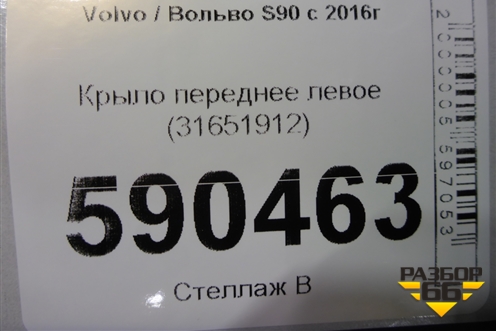 Volvo / Вольво S90 с 2016г
Крыло переднее левое
(31651912)
590463
Стеллаж В
2000005597053
РАЗБОР
66